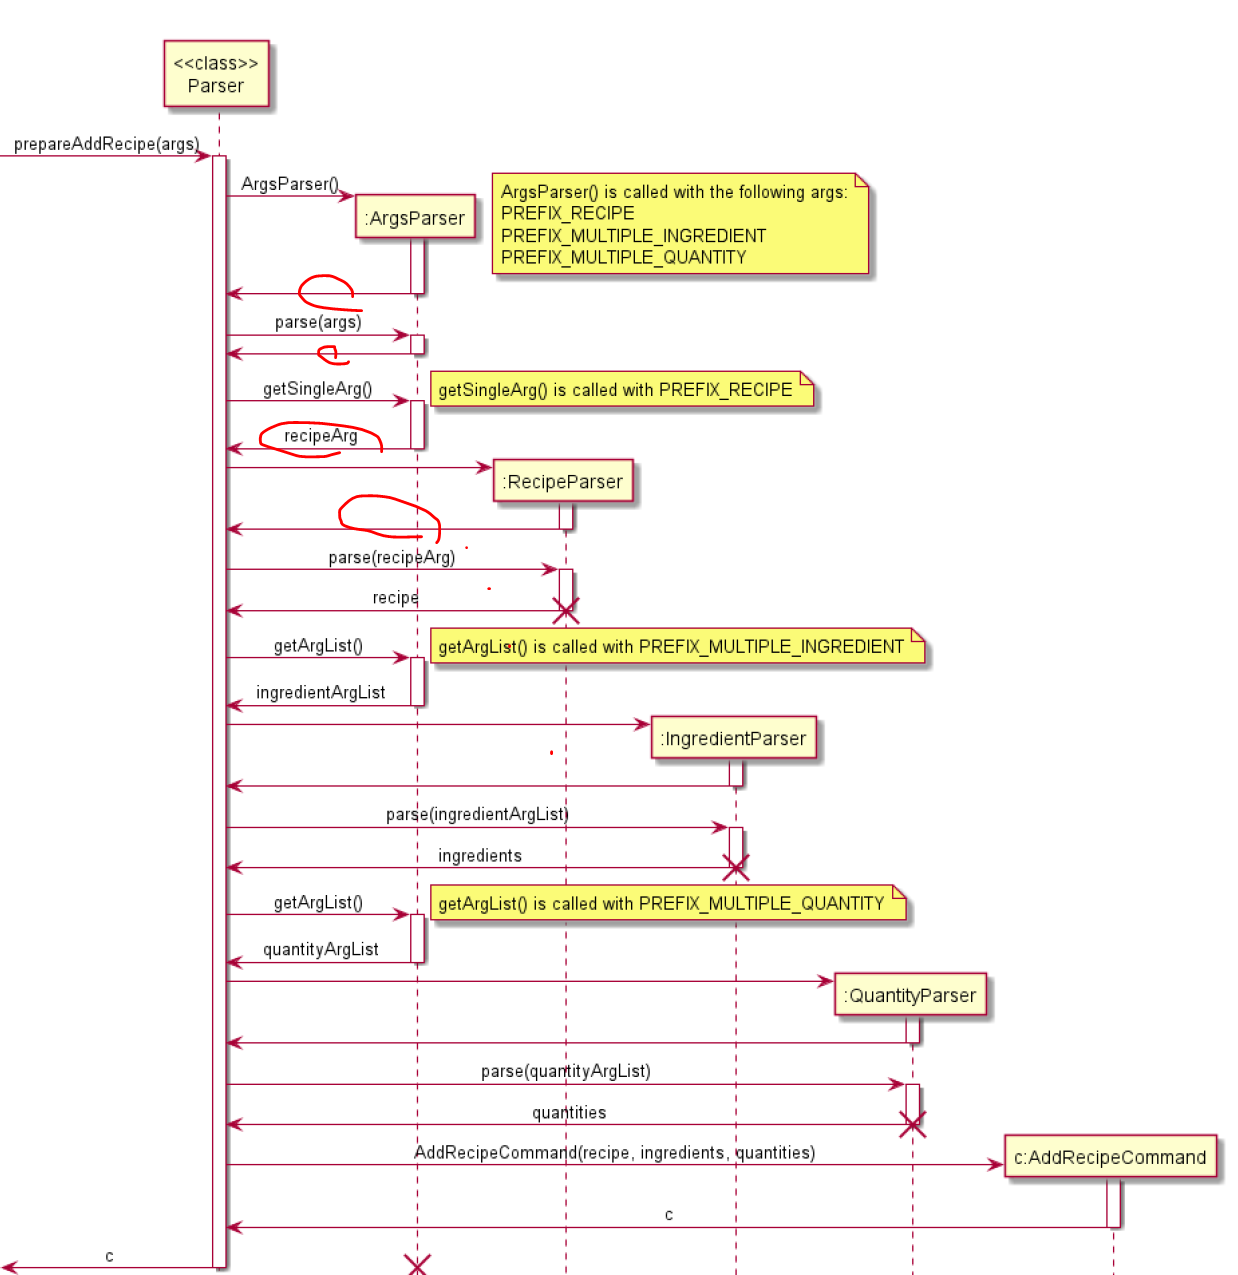 <<class>>
Parser
prepareAddRecipe(args)
ArgsParser()
:ArgsParser
ArgsParser() is called with the following args:
PREFIX_RECIPE
PREFIX_MULTIPLE_INGREDIENT
PREFIX_MULTIPLE_QUANTITY
parse(args)
getSingleArg()
getSingleArg() is called with PREFIX_RECIPE
recipeArg
:RecipeParser
parse(recipeArg)
recipe
getArgList()
getArgList() is called with PREFIX_MULTIPLE_INGREDIENT
ingredientArgList
:IngredientParser
parse(ingredientArgList)
ingredients
getArgList()
getArgList() is called with PREFIX_MULTIPLE_QUANTITY
quantityArgList
:QuantityParser
parse(quantityArgList)
quantities
AddRecipeCommand(recipe, ingredients, quantities)
c:AddRecipeCommand
c
c